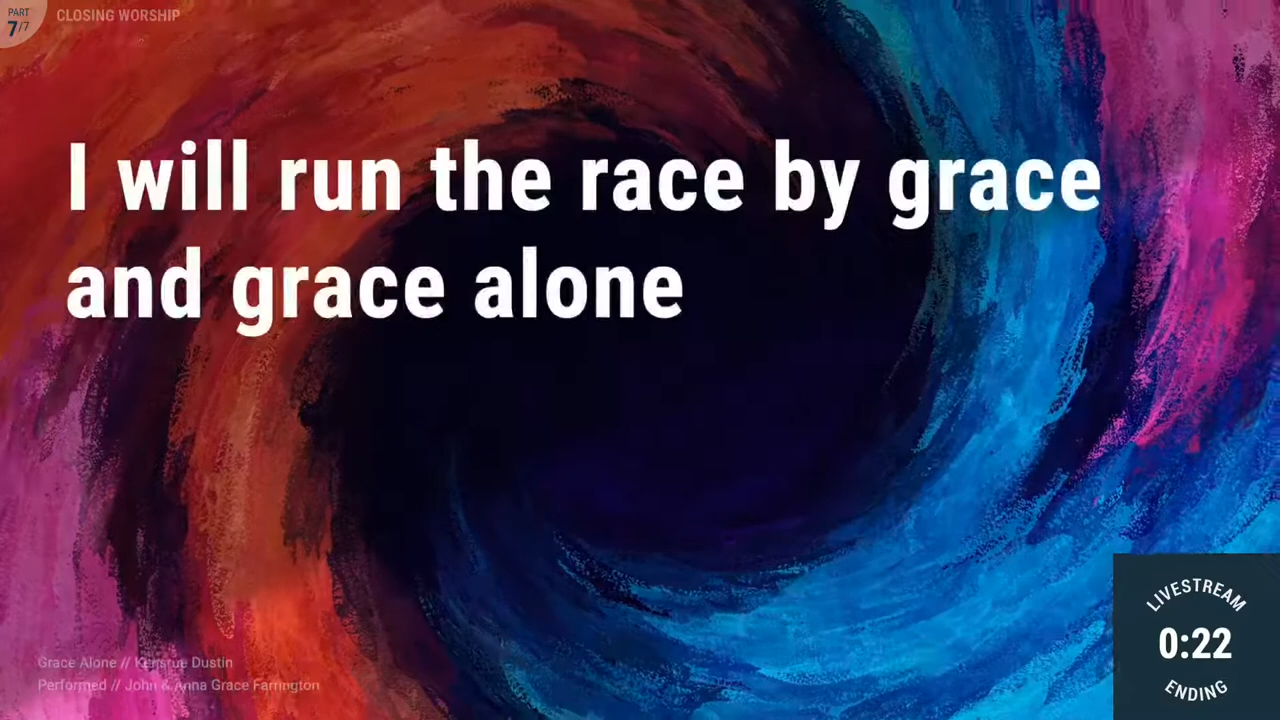 PART
7/7
CLOSING WORSHIP
I will run the race by grace
and grace alone
Grace Alone // Kensrue Dustin
Performed // John & Anna Grace Farrington
LIVESTREAM
0:22
ENDING